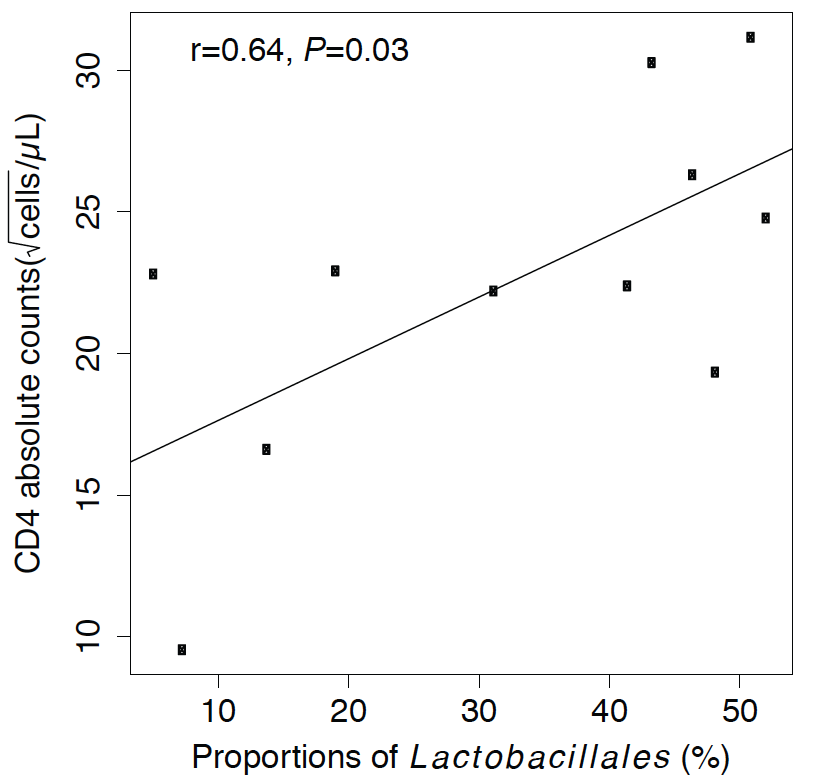 r=0.64, P=0.03
CD4 absolute counts(√cells/µL)
30
25
20
15
10
10 20 30 40 50
Proportions of Lactobacillales (%)